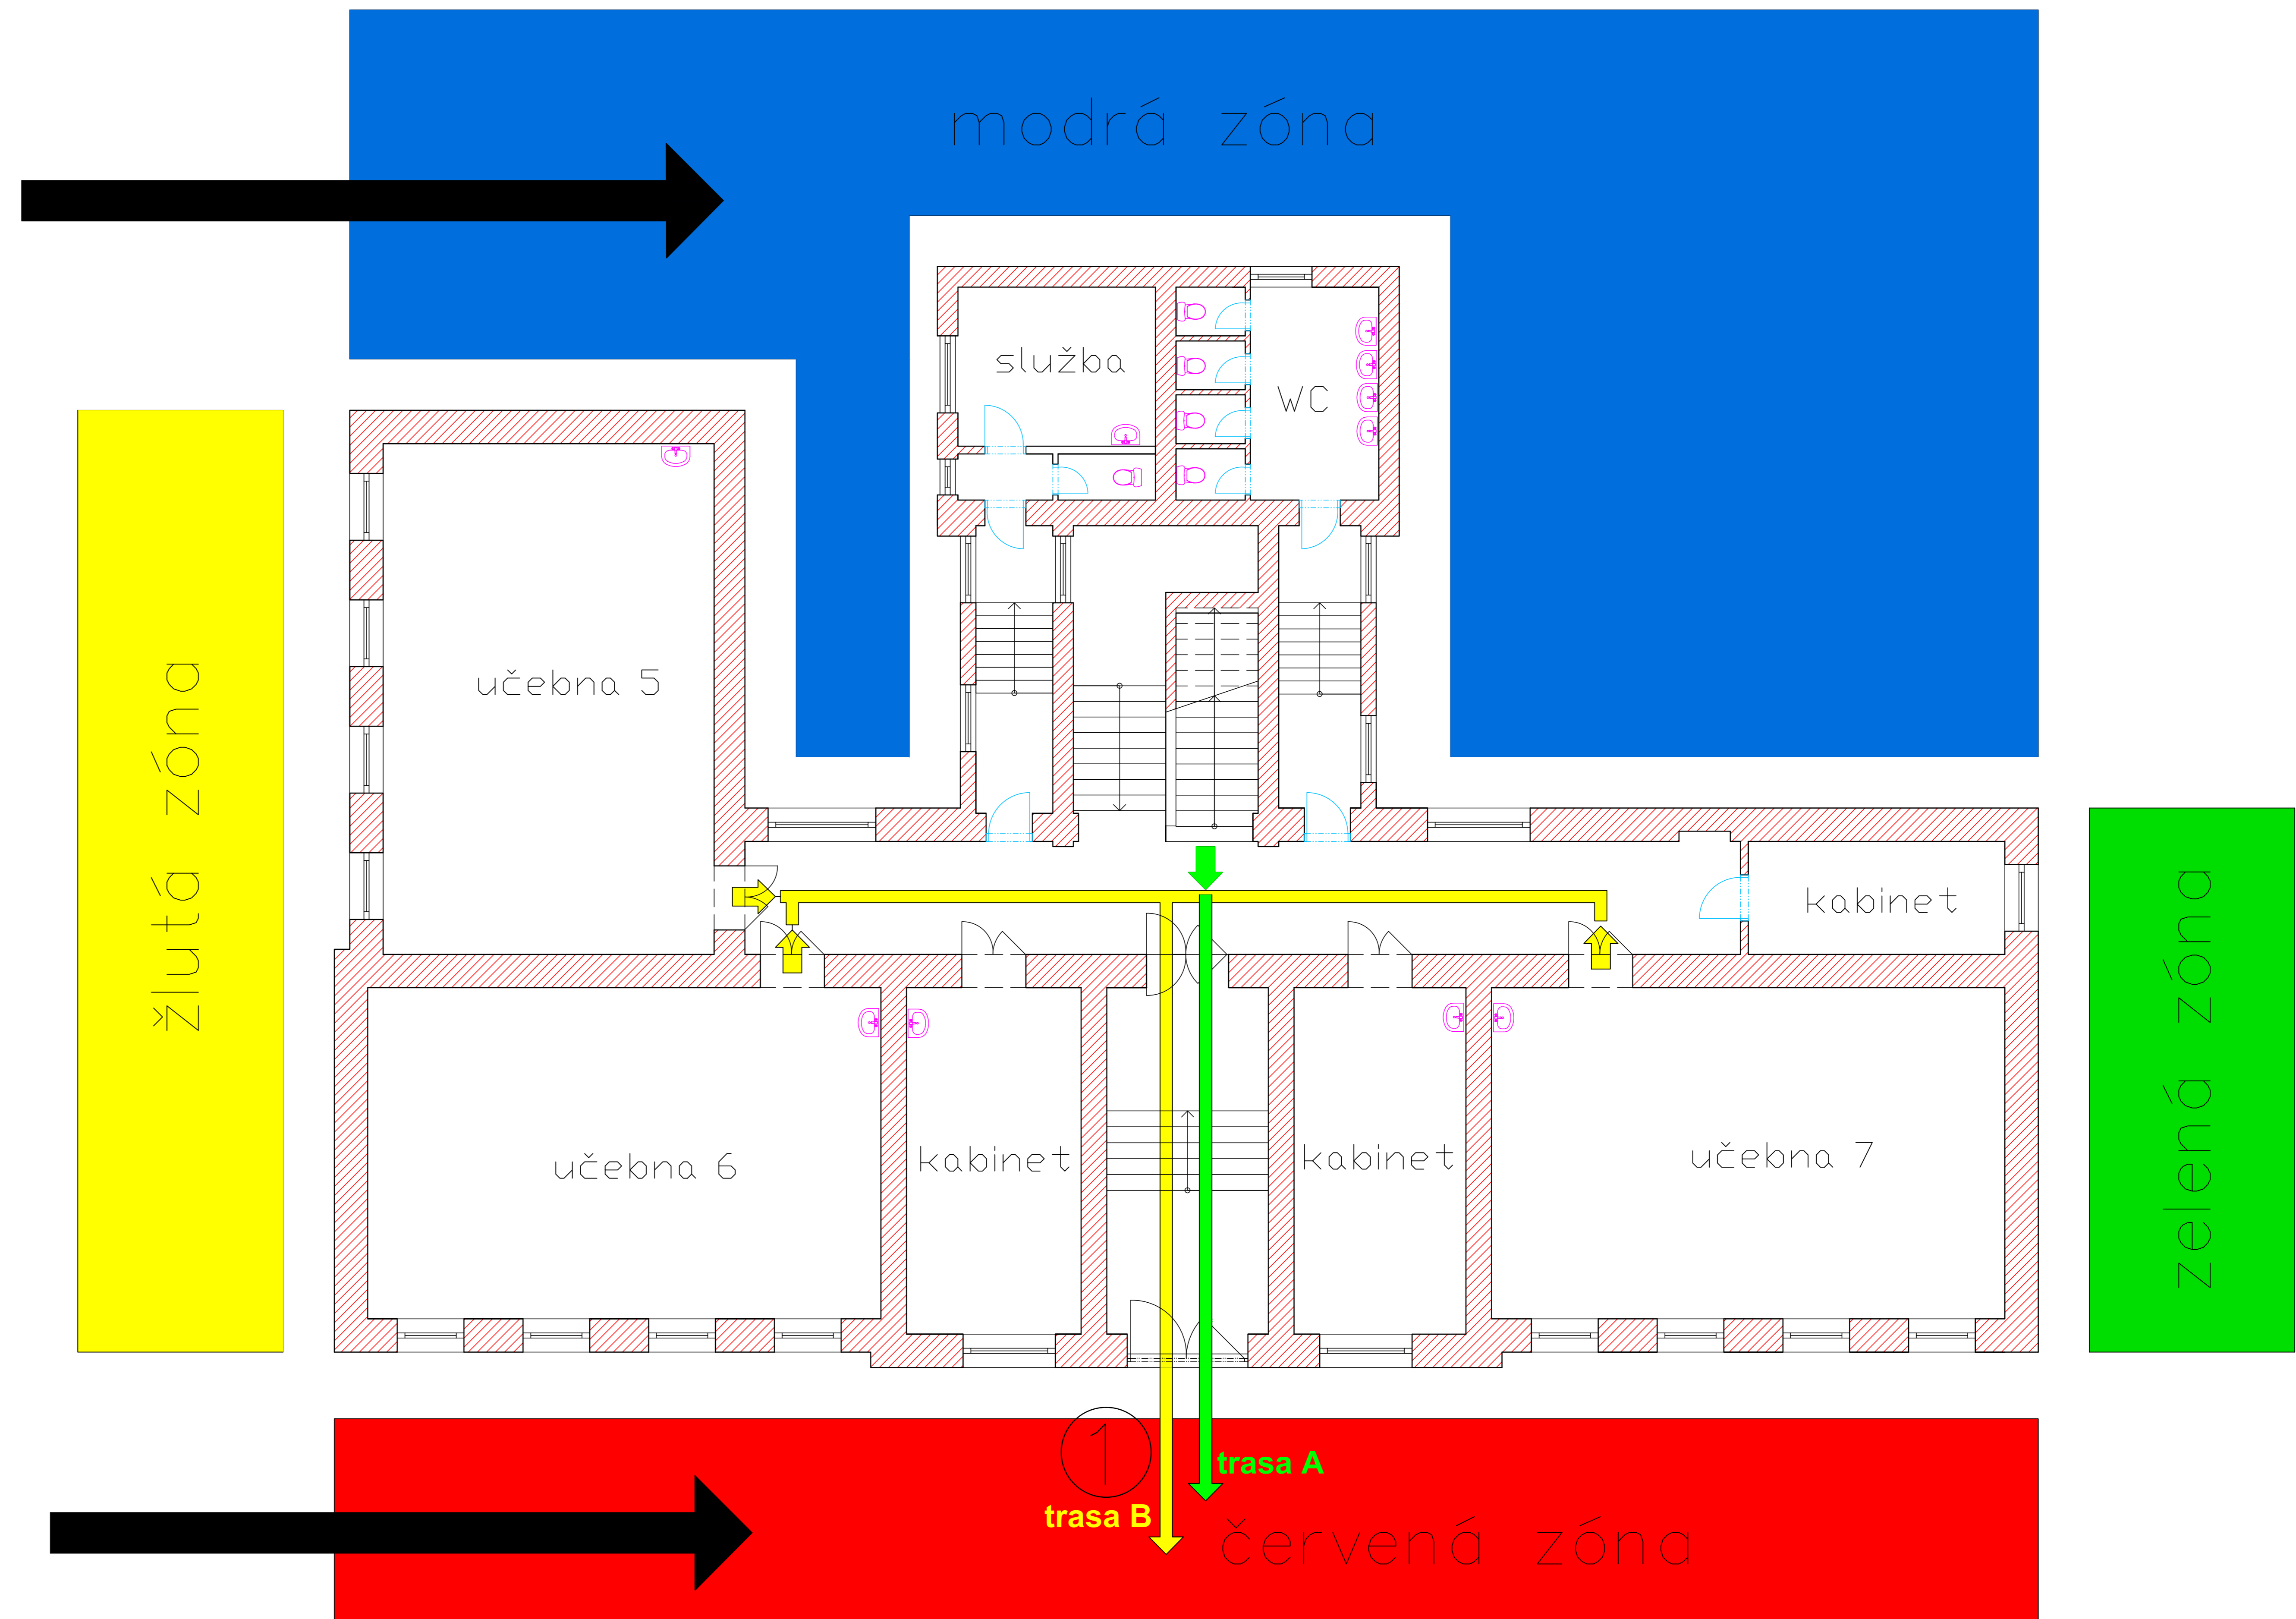 modrá zóna
služba
WC
učebna 5
žlutá zóna
kabinet
zelená zóna
učebna 6
kabinet
kabinet
učebna 7
1
trasa A
trasa B
červená zóna